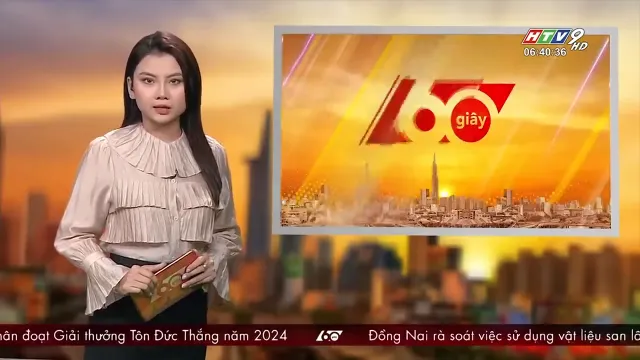 HTV9 HD
06:40:36
60 giây
hân đoạt Giải thưởng Tôn Đức Thắng năm 2024 60 Đồng Nai rà soát việc sử dụng vật liệu san lấ